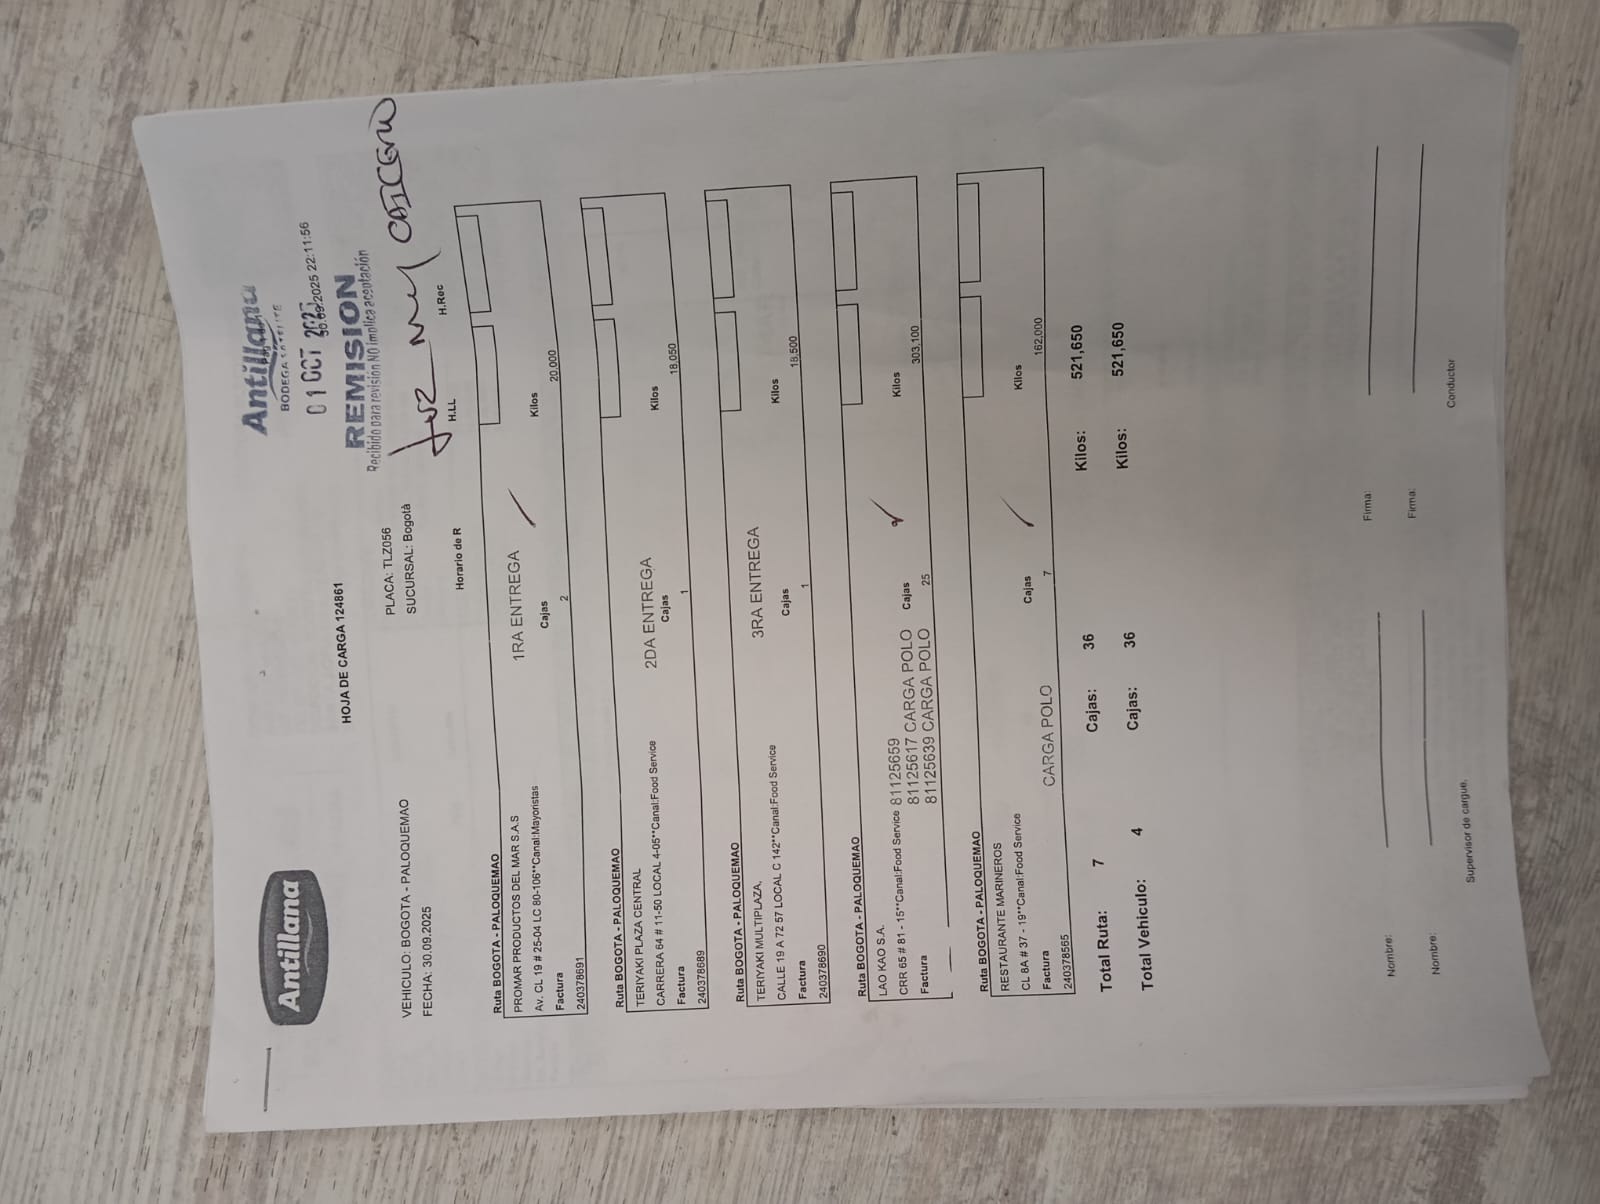 Antillana
Antillana
BODEGA SATELITE
01 OCT 2025
30.09.2025 22:11:56
HOJA DE CARGA 124861
REMISION
Recibido para revisión NO implica aceptación
VEHICULO: BOGOTA - PALOQUEMAO
PLACA: TLZ056
FECHA: 30.09.2025
SUCURSAL: Bogotà
Horario de R
H.LL
H.Rec
Ruta BOGOTA - PALOQUEMAO
PROMAR PRODUCTOS DEL MAR S.A.S
1RA ENTREGA
Av. CL 19 # 25-04 LC 80-106**Canal:Mayoristas
Factura Cajas Kilos
240378691 2 20,000
Ruta BOGOTA - PALOQUEMAO
TERIYAKI PLAZA CENTRAL
2DA ENTREGA
CARRERA 64 # 11-50 LOCAL 4-05**Canal:Food Service
Factura Cajas Kilos
240378689 1 18,050
Ruta BOGOTA - PALOQUEMAO
TERIYAKI MULTIPLAZA,
3RA ENTREGA
CALLE 19 A 72 57 LOCAL C 142**Canal:Food Service
Factura Cajas Kilos
240378690 1 18,500
Ruta BOGOTA - PALOQUEMAO
LAO KAO S.A.
CRR 65 # 81 - 15**Canal:Food Service 81125659
81125617 CARGA POLO
81125639 CARGA POLO
Factura Cajas Kilos
25 303,100
Ruta BOGOTA - PALOQUEMAO
RESTAURANTE MARINEROS
CL 8A # 37 - 19**Canal:Food Service
CARGA POLO
Factura Cajas Kilos
240378565 7 162,000
Total Ruta: 7 Cajas: 36 Kilos: 521,650
Total Vehiculo: 4 Cajas: 36 Kilos: 521,650
Nombre: Firma:
Nombre: Firma:
Supervisor de cargue. Conductor